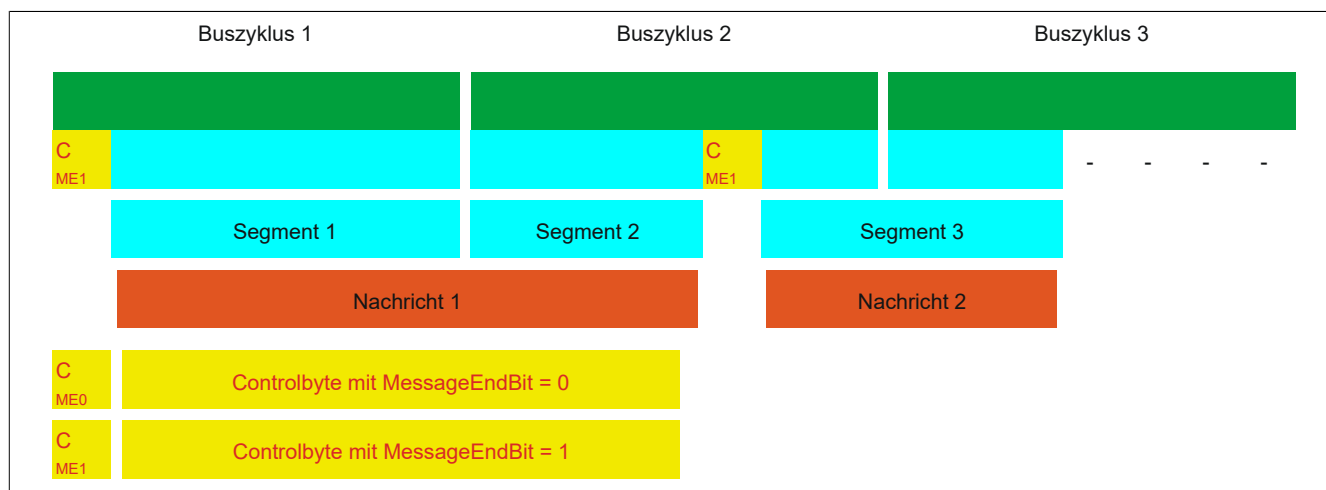 Buszyklus 1 Buszyklus 2 Buszyklus 3
C C
ME1 ME1 - - - -
Segment 1 Segment 2 Segment 3
Nachricht 1 Nachricht 2
C
ME0
Controlbyte mit MessageEndBit = 0
C
ME1
Controlbyte mit MessageEndBit = 1